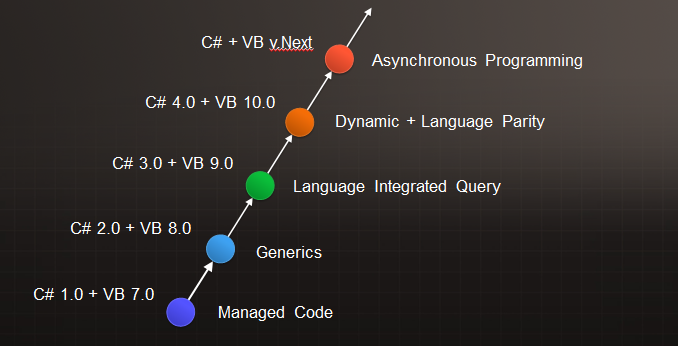 C# + VB v.Next
Asynchronous Programming
C# 4.0 + VB 10.0
Dynamic + Language Parity
C# 3.0 + VB 9.0
Language Integrated Query
C# 2.0 + VB 8.0
Generics
C# 1.0 + VB 7.0
Managed Code